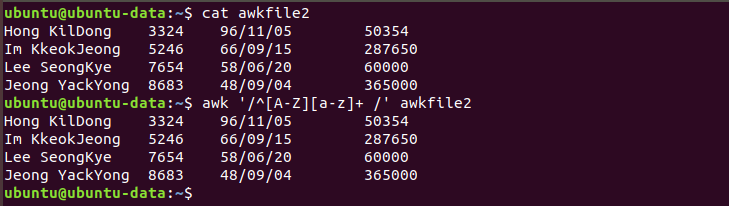 ubuntu@ubuntu-data:~$ cat awkfile2
Hong KilDong    3324    96/11/05        50354
Im KkeokJeong   5246    66/09/15        287650
Lee SeongKye    7654    58/06/20        60000
Jeong YackYong  8683    48/09/04        365000
ubuntu@ubuntu-data:~$ awk '/^[A-Z][a-z]+ /' awkfile2
Hong KilDong    3324    96/11/05        50354
Im KkeokJeong   5246    66/09/15        287650
Lee SeongKye    7654    58/06/20        60000
Jeong YackYong  8683    48/09/04        365000
ubuntu@ubuntu-data:~$